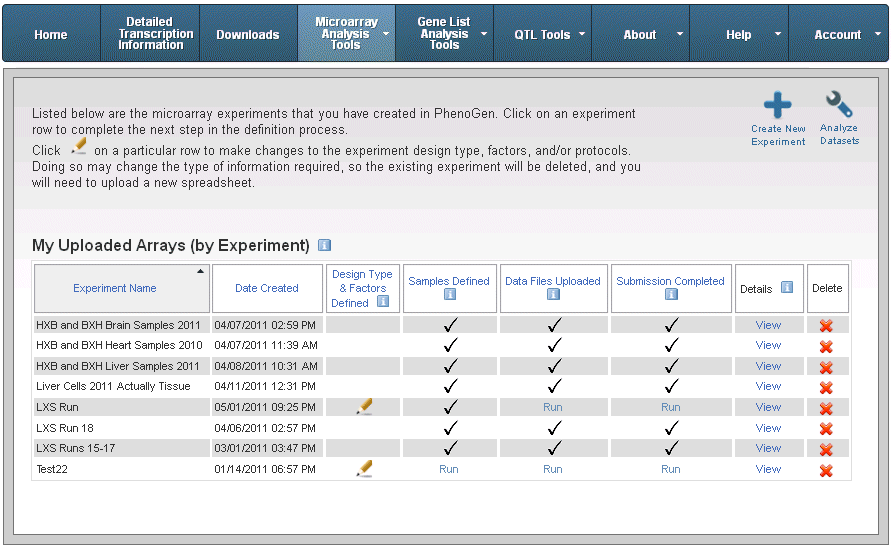 Home
Detailed
Transcription
Information
Downloads
Microarray
Analysis
Tools
Gene List
Analysis
Tools
QTL Tools
About
Help
Account
Listed below are the microarray experiments that you have created in PhenoGen. Click on an experiment
row to complete the next step in the definition process.
Click on a particular row to make changes to the experiment design type, factors, and/or protocols.
Doing so may change the type of information required, so the existing experiment will be deleted, and you
will need to upload a new spreadsheet.
Create New
Experiment
Analyze
Datasets
My Uploaded Arrays (by Experiment) i
Experiment Name
Date Created
Design Type
& Factors
Defined i
Samples Defined
i
Data Files Uploaded
i
Submission Completed
i
Details i
Delete
HXB and BXH Brain Samples 2011 04/07/2011 02:59 PM View
HXB and BXH Heart Samples 2010 04/07/2011 11:39 AM View
HXB and BXH Liver Samples 2011 04/08/2011 10:31 AM View
Liver Cells 2011 Actually Tissue 04/11/2011 12:31 PM View
LXS Run 05/01/2011 09:25 PM Run Run View
LXS Run 18 04/06/2011 02:57 PM View
LXS Runs 15-17 03/01/2011 03:47 PM View
Test22 01/14/2011 06:57 PM Run Run Run View